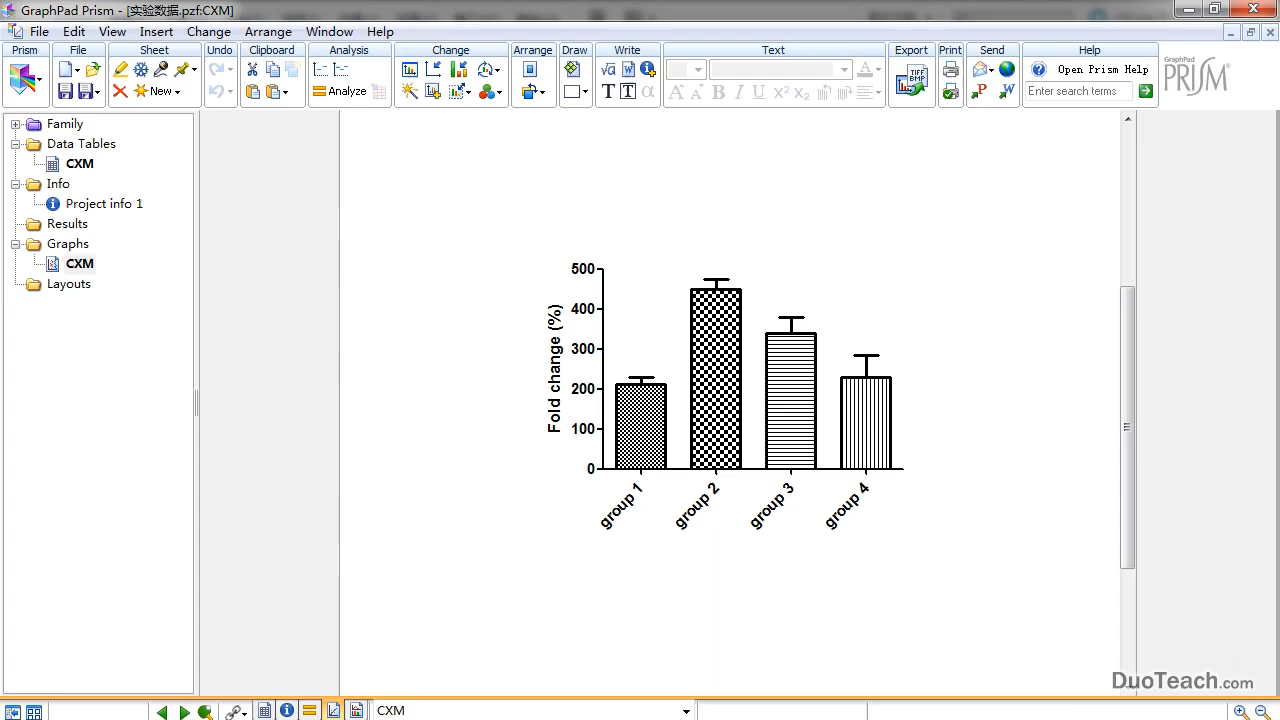 GraphPad Prism - [实验数据.pzf:CXM]
File Edit View Insert Change Arrange Window Help
Prism File Sheet Undo Clipboard Analysis Change Arrange Draw Write Text Export Print Send Help
GraphPad
PRISM
TIFF
BMP
Open Prism Help
New
Analyze
Enter search terms
Family
Data Tables
CXM
Info
Project info 1
Results
Graphs
CXM
Layouts
Fold change (%)
500
400
300
200
100
0
group 1
group 2
group 3
group 4
DuoTeach.com
CXM